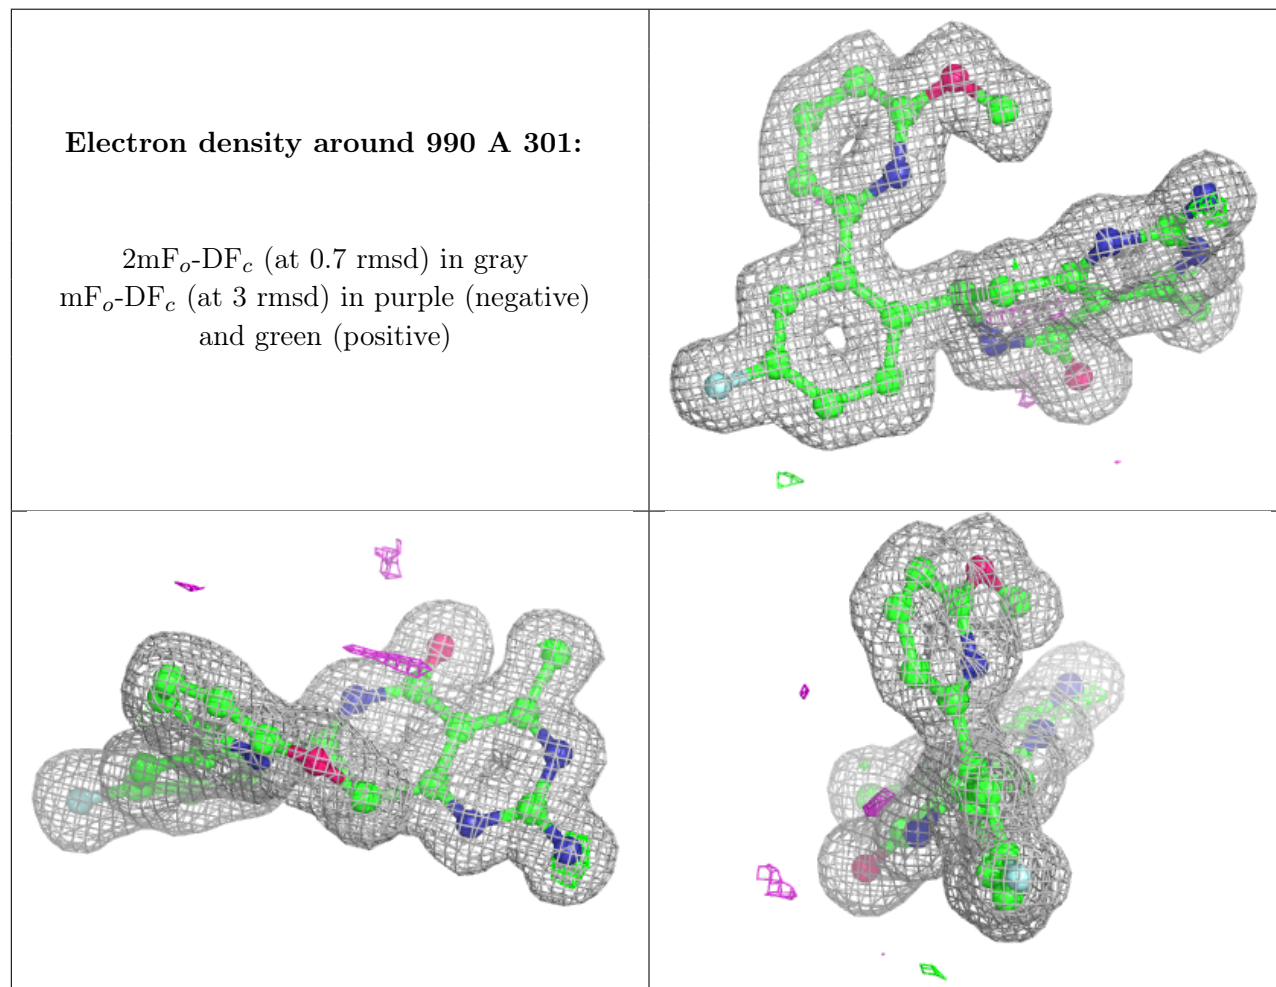 Electron density around 990 A 301:
2mFo-DFc (at 0.7 rmsd) in gray
mFo-DFc (at 3 rmsd) in purple (negative)
and green (positive)